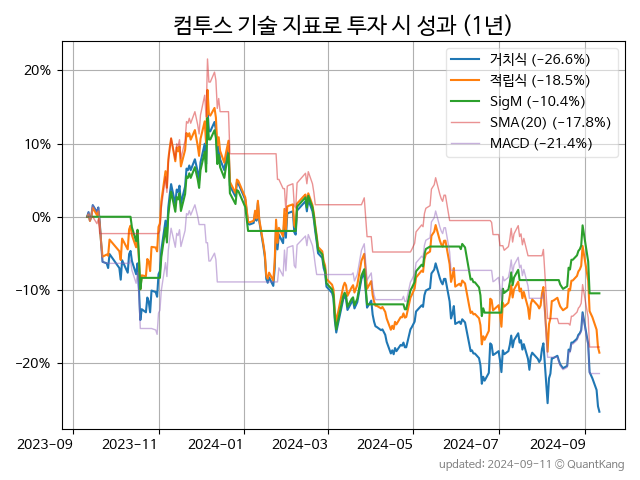 컴투스 기술 지표로 투자 시 성과 (1년)
거치식 (−26.6%)
적립식 (−18.5%)
SigM (−10.4%)
SMA(20) (−17.8%)
MACD (−21.4%)
20%
10%
0%
−10%
−20%
2023-09 2023-11 2024-01 2024-03 2024-05 2024-07 2024-09
updated: 2024-09-11 © QuantKang